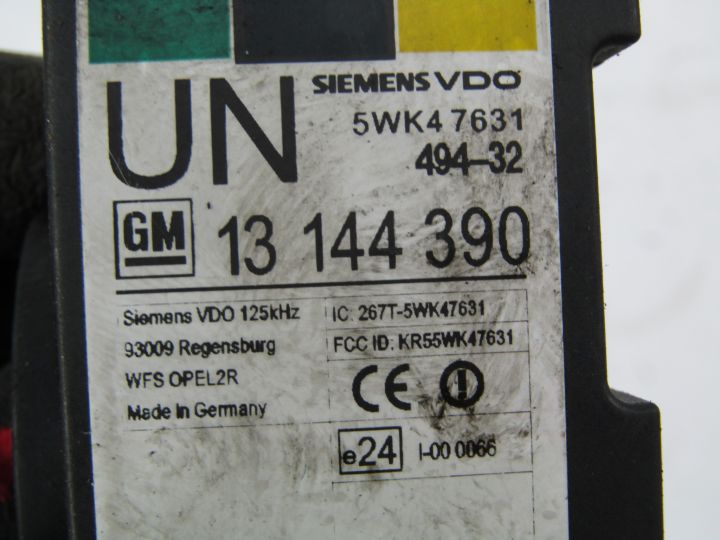 UN
SIEMENS VDO
5WK4 7631
494-32
GM
13 144 390
Siemens VDO 125kHz
93009 Regensburg
WFS OPEL2R
Made In Germany
IC: 267T-5WK47631
FCC ID: KR55WK47631
CE
e24
I-00 0066